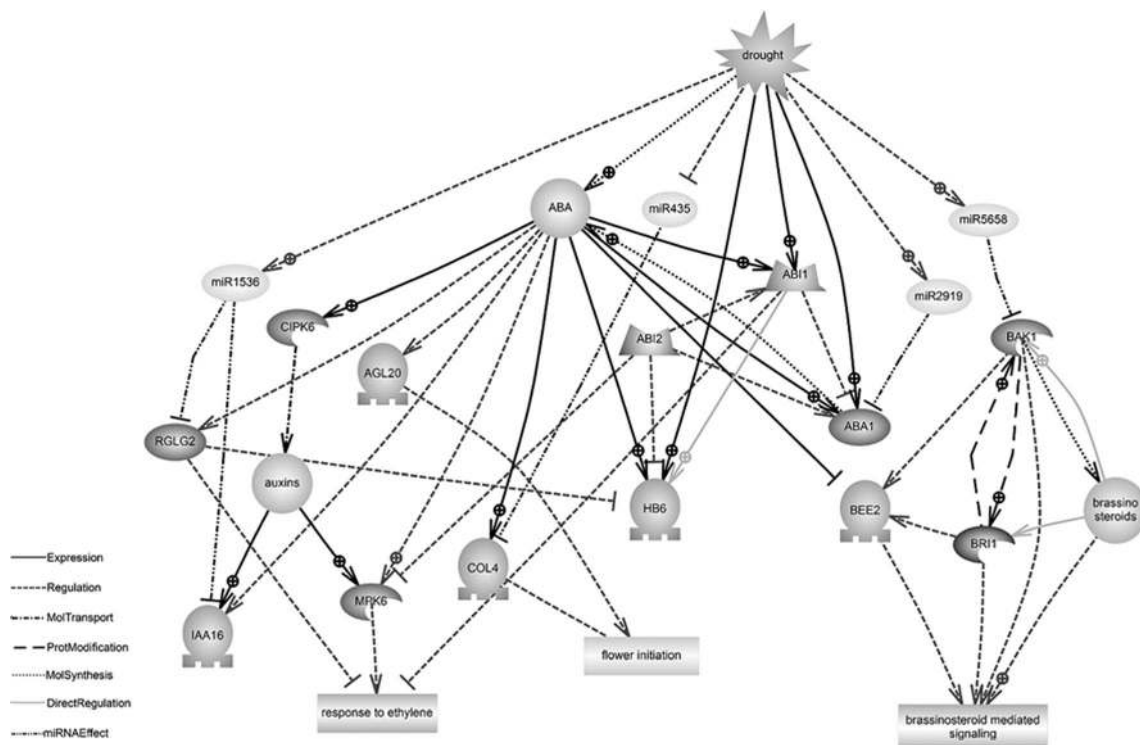 drought
ABA
miR435
miR5658
miR1536
ABI1
miR2919
CIPK6
ABI2
BAK1
AGL20
ABA1
RGLG2
auxins
HB6
BEE2
brassino
steroids
BRI1
COL4
MPK6
IAA16
flower initiation
response to ethylene
brassinosteroid mediated
signaling
Expression
Regulation
MolTransport
ProtModification
MolSynthesis
DirectRegulation
miRNAEffect